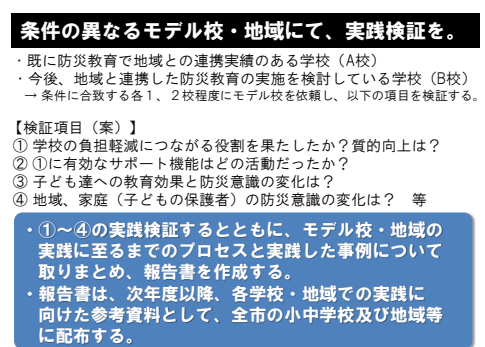 条件の異なるモデル校・地域にて、実践検証を。
・既に防災教育で地域との連携実績のある学校（A校）
・今後、地域と連携した防災教育の実施を検討している学校（B校）
→ 条件に合致する各１、２校程度にモデル校を依頼し、以下の項目を検証する。
【検証項目（案）】
① 学校の負担軽減につながる役割を果たしたか？質的向上は？
② ①に有効なサポート機能はどの活動だったか？
③ 子ども達への教育効果と防災意識の変化は？
④ 地域、家庭（子どもの保護者）の防災意識の変化は？　等
・①～④の実践検証するとともに、モデル校・地域の
実践に至るまでのプロセスと実践した事例について
取りまとめ、報告書を作成する。
・報告書は、次年度以降、各学校・地域での実践に
向けた参考資料として、全市の小中学校及び地域等
に配布する。